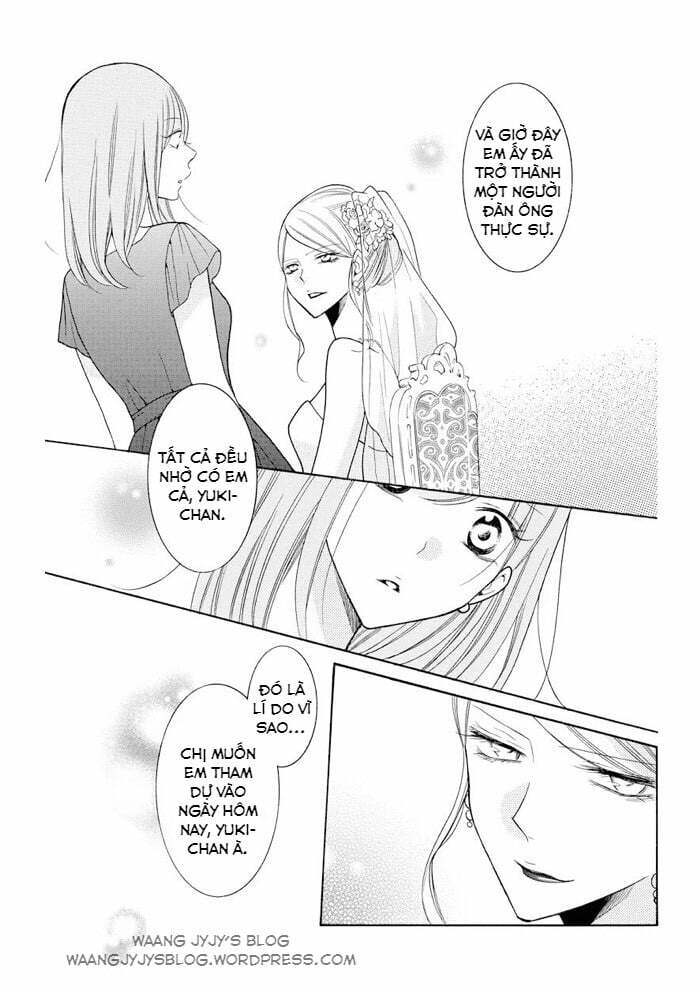 VÀ GIỜ ĐÂY
EM ẤY ĐÃ
TRỞ THÀNH
MỘT NGƯỜI
ĐÀN ÔNG
THỰC SỰ.
TẤT CẢ ĐỀU
NHỜ CÓ EM
CẢ, YUKI-
CHAN.
ĐÓ LÀ
LÍ DO VÌ
SAO...
CHỊ MUỐN
EM THAM
DỰ VÀO
NGÀY HÔM
NAY, YUKI-
CHAN À.
WAANG JYJY'S BLOG
WAANGJYJYSBLOG.WORDPRESS.COM